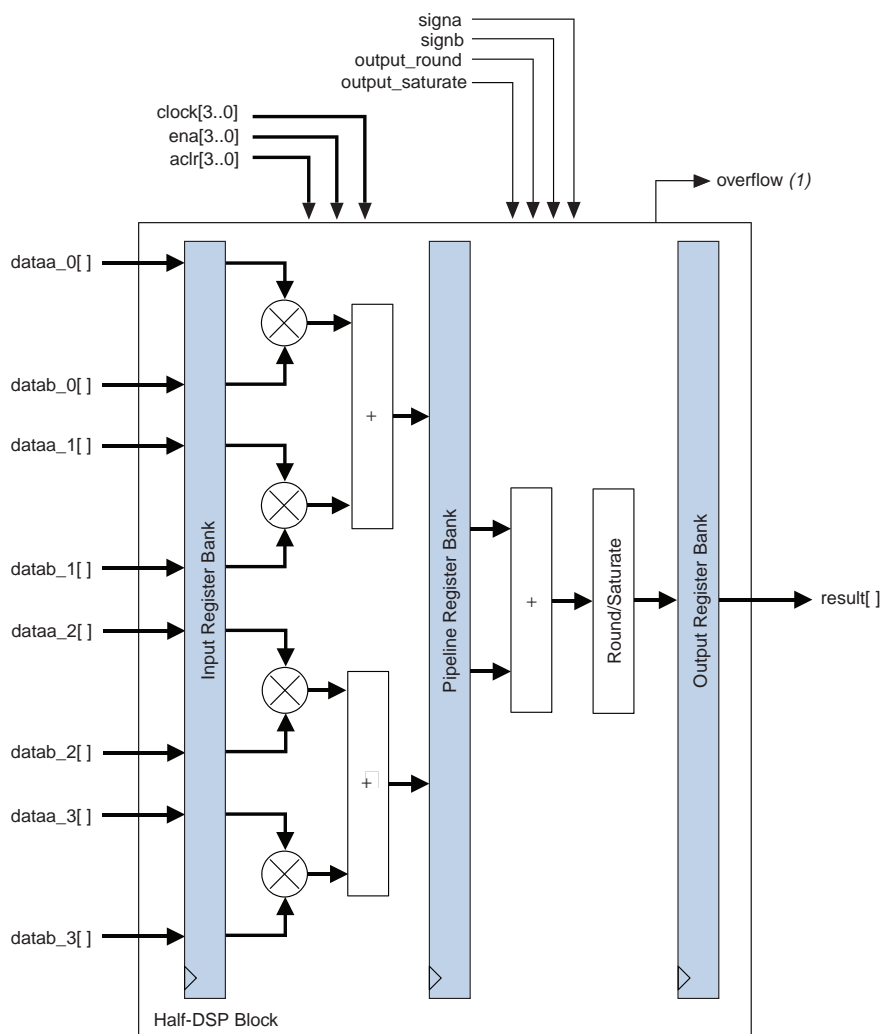 signa
signb
output_round
output_saturate
clock[3..0]
ena[3..0]
aclr[3..0]
overflow (1)
dataa_0[ ]
datab_0[ ]
dataa_1[ ]
datab_1[ ]
dataa_2[ ]
datab_2[ ]
dataa_3[ ]
datab_3[ ]
Input Register Bank
+
+
Pipeline Register Bank
+
Round/Saturate
Output Register Bank
result[ ]
Half-DSP Block